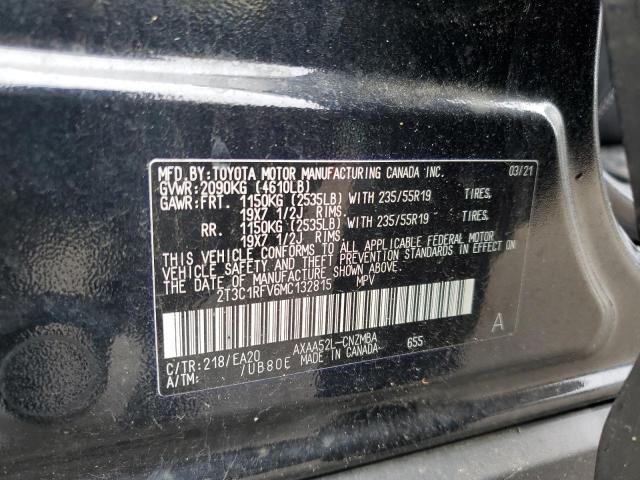 MFD.BY:TOYOTA MOTOR MANUFACTURING CANADA INC. 03/21
GVWR:2090KG (4610LB)
GAWR:FRT. 1150KG (2535LB) WITH 235/55R19 TIRES,
19X7 1/2J RIMS.
RR. 1150KG (2535LB) WITH 235/55R19 TIRES,
19X7 1/2J RIMS.
THIS VEHICLE CONFORMS TO ALL APPLICABLE FEDERAL MOTOR
VEHICLE SAFETY AND THEFT PREVENTION STANDARDS IN EFFECT ON
THE DATE OF MANUFACTURE SHOWN ABOVE.
2T3C1RFV6MC132815 MPV
A
C/TR:218/EA20 AXAA52L-CNZMBA 655
A/TM: /UB80E MADE IN CANADA